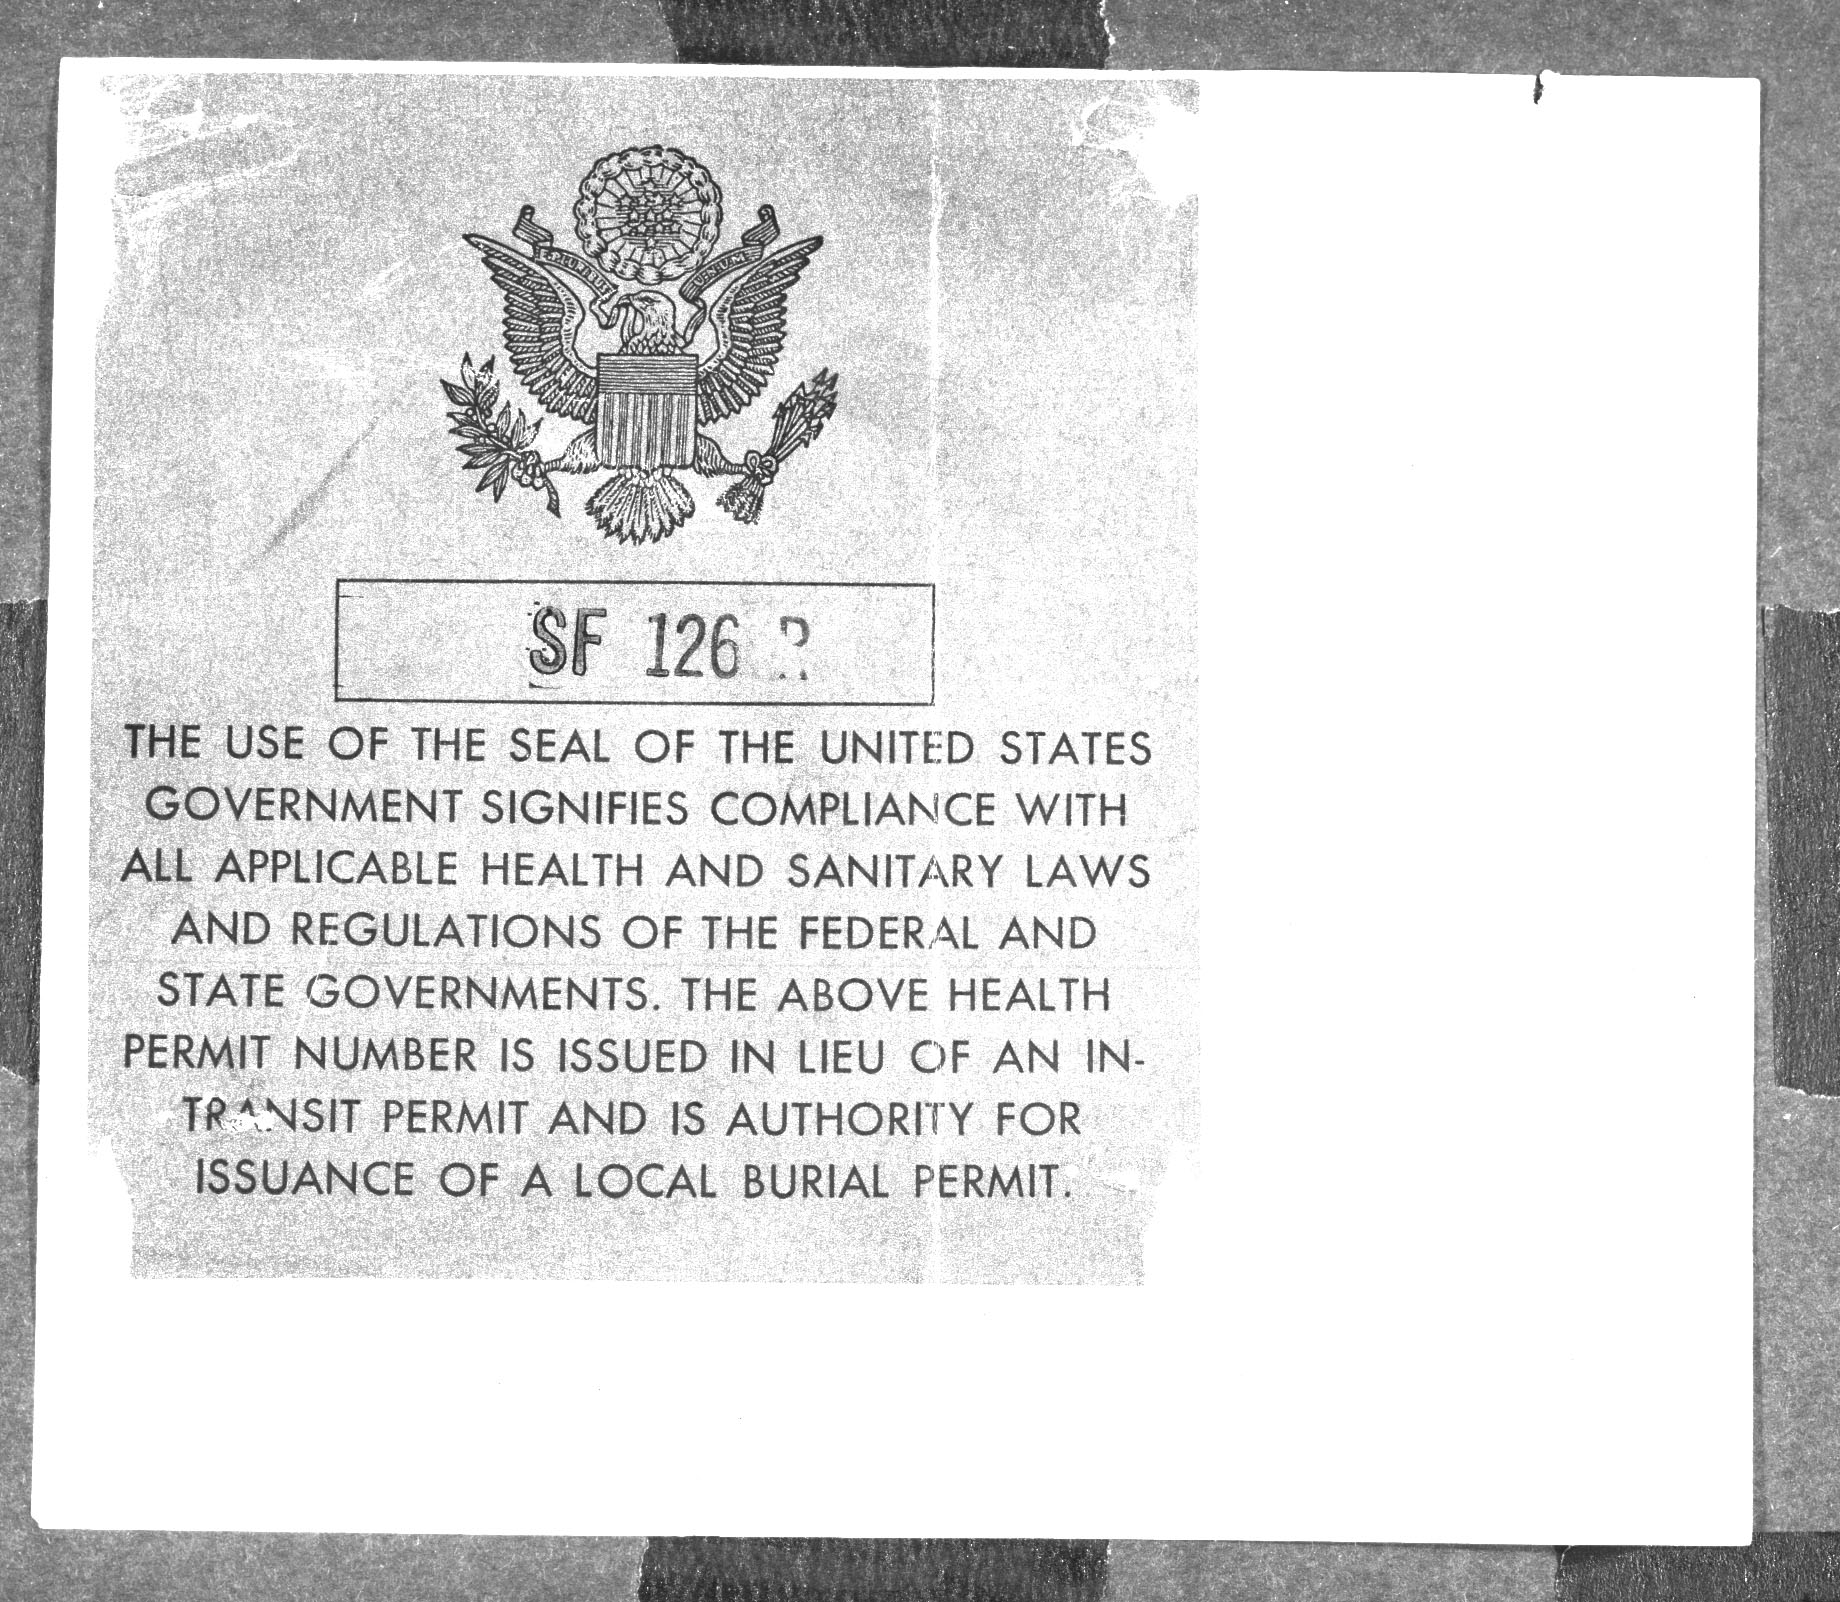 SF 126
THE USE OF THE SEAL OF THE UNITED STATES
GOVERNMENT SIGNIFIES COMPLIANCE WITH
ALL APPLICABLE HEALTH AND SANITARY LAWS
AND REGULATIONS OF THE FEDERAL AND
STATE GOVERNMENTS. THE ABOVE HEALTH
PERMIT NUMBER IS ISSUED IN LIEU OF AN IN-
TRANSIT PERMIT AND IS AUTHORITY FOR
ISSUANCE OF A LOCAL BURIAL PERMIT.